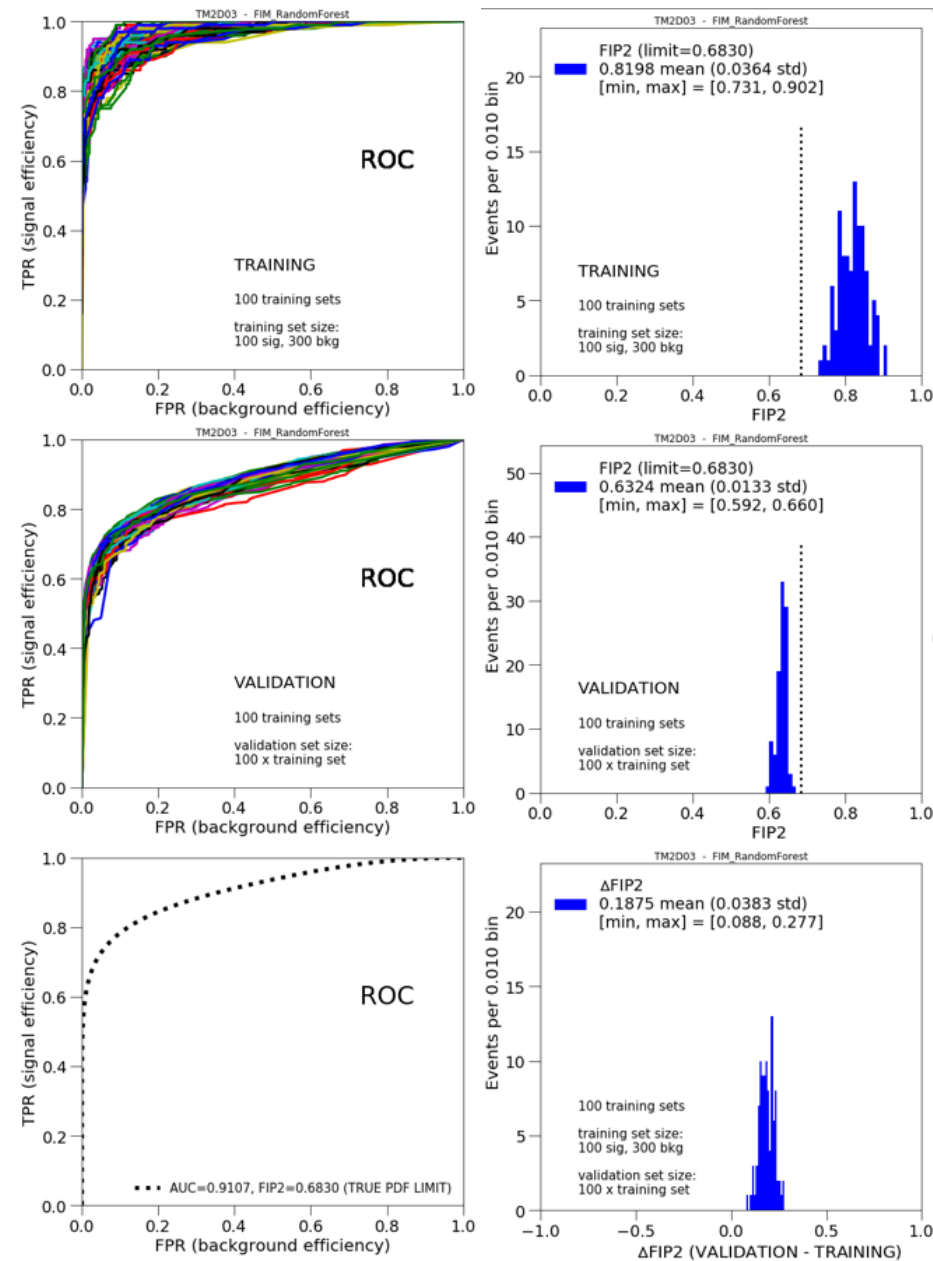 TM2D03 - FIM_RandomForest
1.0
0.8
0.6
0.4
0.2
0.0
TPR (signal efficiency)
ROC
TRAINING
100 training sets
training set size:
100 sig, 300 bkg
0.0 0.2 0.4 0.6 0.8 1.0
FPR (background efficiency)
TM2D03 - FIM_RandomForest
FIP2 (limit=0.6830)
0.8198 mean (0.0364 std)
[min, max] = [0.731, 0.902]
20
15
10
5
0
Events per 0.010 bin
TRAINING
100 training sets
training set size:
100 sig, 300 bkg
0.0 0.2 0.4 0.6 0.8 1.0
FIP2
TM2D03 - FIM_RandomForest
1.0
0.8
0.6
0.4
0.2
0.0
TPR (signal efficiency)
ROC
VALIDATION
100 training sets
validation set size:
100 x training set
0.0 0.2 0.4 0.6 0.8 1.0
FPR (background efficiency)
TM2D03 - FIM_RandomForest
FIP2 (limit=0.6830)
0.6324 mean (0.0133 std)
[min, max] = [0.592, 0.660]
50
40
30
20
10
0
Events per 0.010 bin
VALIDATION
100 training sets
validation set size:
100 x training set
0.0 0.2 0.4 0.6 0.8 1.0
FIP2
1.0
0.8
0.6
0.4
0.2
0.0
TPR (signal efficiency)
ROC
AUC=0.9107, FIP2=0.6830 (TRUE PDF LIMIT)
0.0 0.2 0.4 0.6 0.8 1.0
FPR (background efficiency)
TM2D03 - FIM_RandomForest
ΔFIP2
0.1875 mean (0.0383 std)
[min, max] = [0.088, 0.277]
20
15
10
5
0
Events per 0.010 bin
100 training sets
training set size:
100 sig, 300 bkg
validation set size:
100 x training set
−1.0 −0.5 0.0 0.5 1.0
ΔFIP2 (VALIDATION - TRAINING)